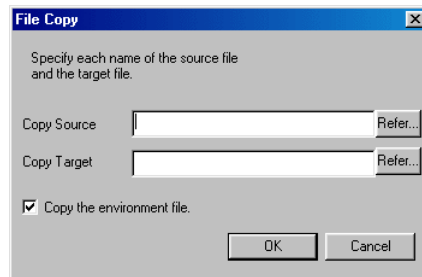 File Copy
Specify each name of the source file
and the target file.
Copy Source
Refer...
Copy Target
Refer...
Copy the environment file.
OK
Cancel